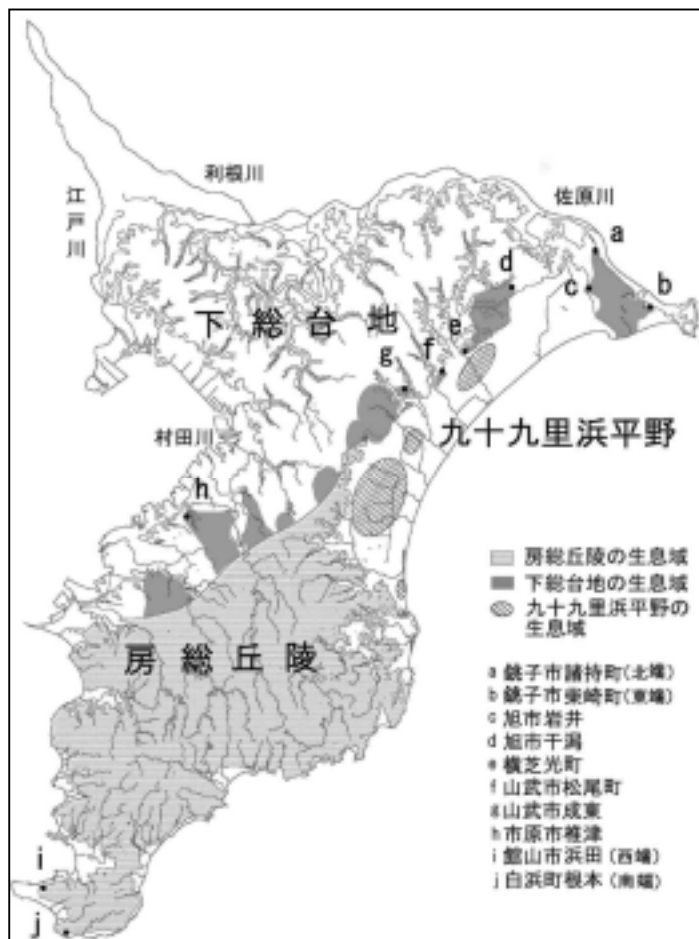 利根川
江戸川
佐原川
a
b
c
d
下総台地
e
f
g
九十九里浜平野
村田川
h
房総丘陵の生息域
下総台地の生息域
九十九里浜平野の
生息域
房総丘陵
a 銚子市諸持町(北端)
b 銚子市柴崎町(東端)
c 旭市岩井
d 旭市干潟
e 横芝光町
f 山武市松尾町
g 山武市成東
h 市原市椎津
i 館山市浜田(西端)
j 白浜町根本(南端)
i
j